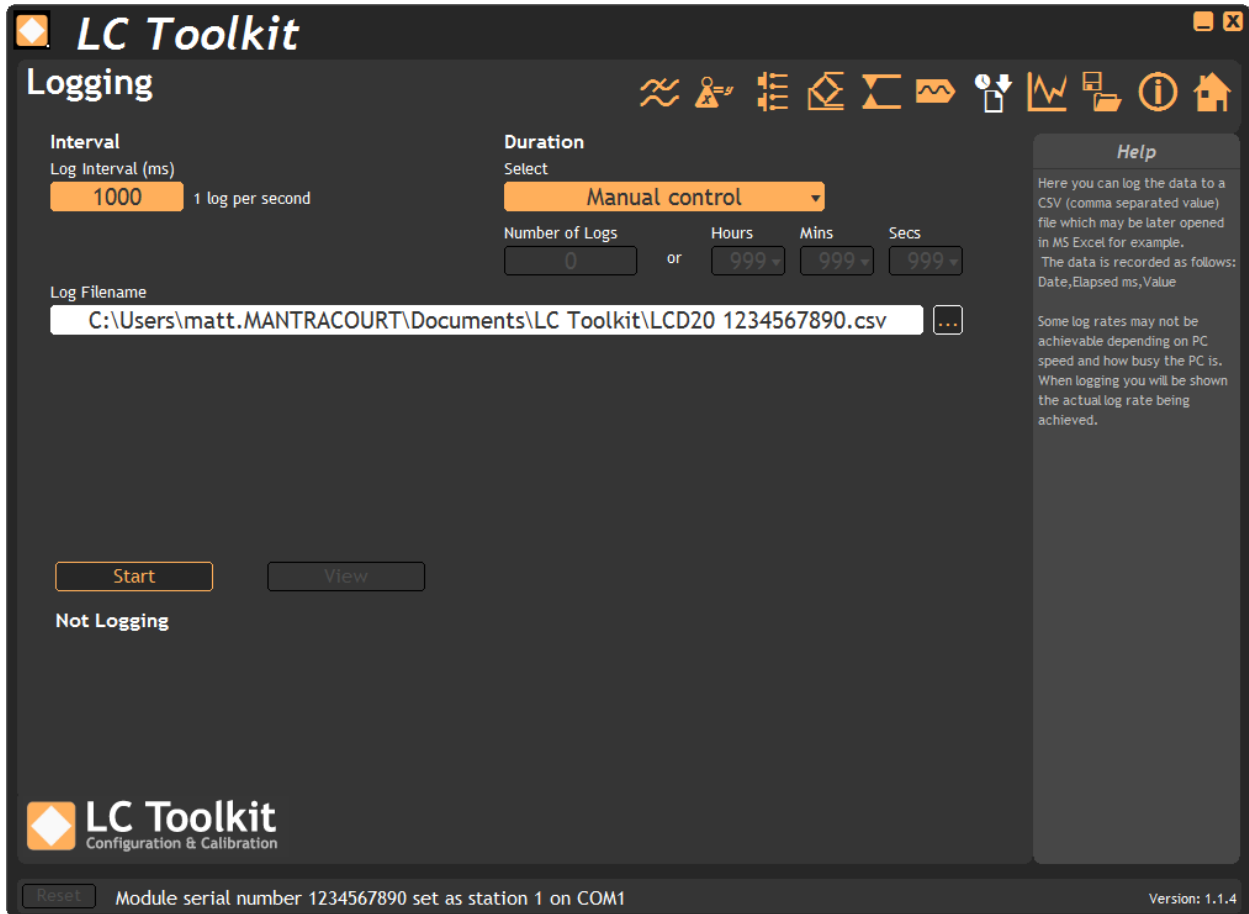 LC Toolkit
Logging
Interval
Log Interval (ms)
1000 1 log per second
Duration
Select
Manual control
Number of Logs Hours Mins Secs
0 or 999 999 999
Log Filename
C:\Users\matt.MANTRACOURT\Documents\LC Toolkit\LCD20 1234567890.csv ...
Start View
Not Logging
Help
Here you can log the data to a
CSV (comma separated value)
file which may be later opened
in MS Excel for example.
The data is recorded as follows:
Date,Elapsed ms,Value
Some log rates may not be
achievable depending on PC
speed and how busy the PC is.
When logging you will be shown
the actual log rate being
achieved.
LC Toolkit
Configuration & Calibration
Reset Module serial number 1234567890 set as station 1 on COM1 Version: 1.1.4